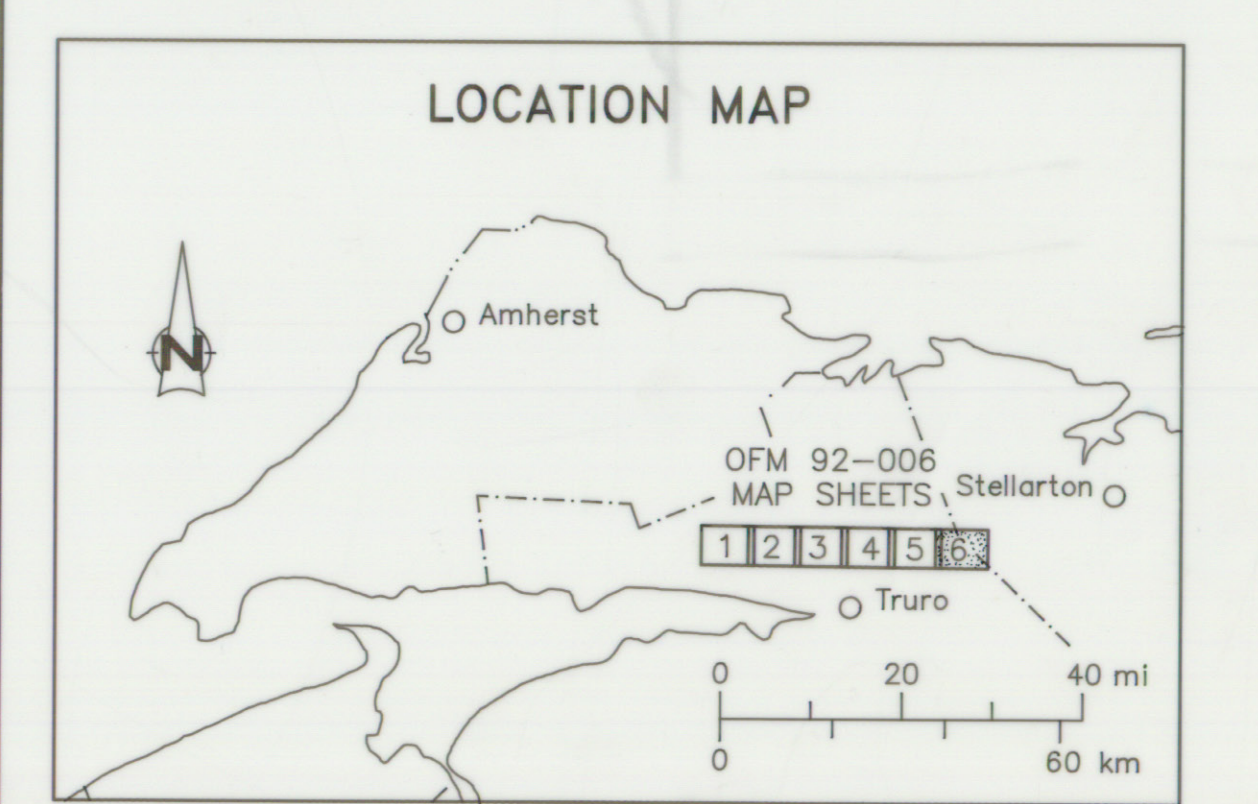 LOCATION MAP
N
Amherst
OFM 92-006
MAP SHEETS
Stellarton
1 2 3 4 5 6
Truro
0 20 40 mi
0 60 km